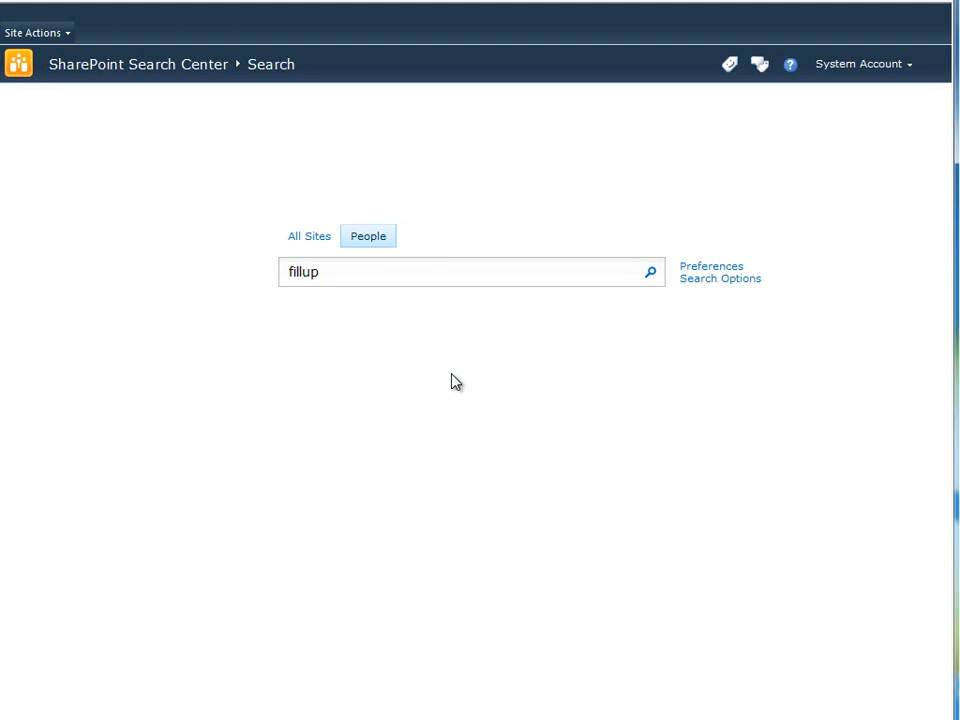 Site Actions
SharePoint Search Center Search
System Account
All Sites People
fillup
Preferences
Search Options